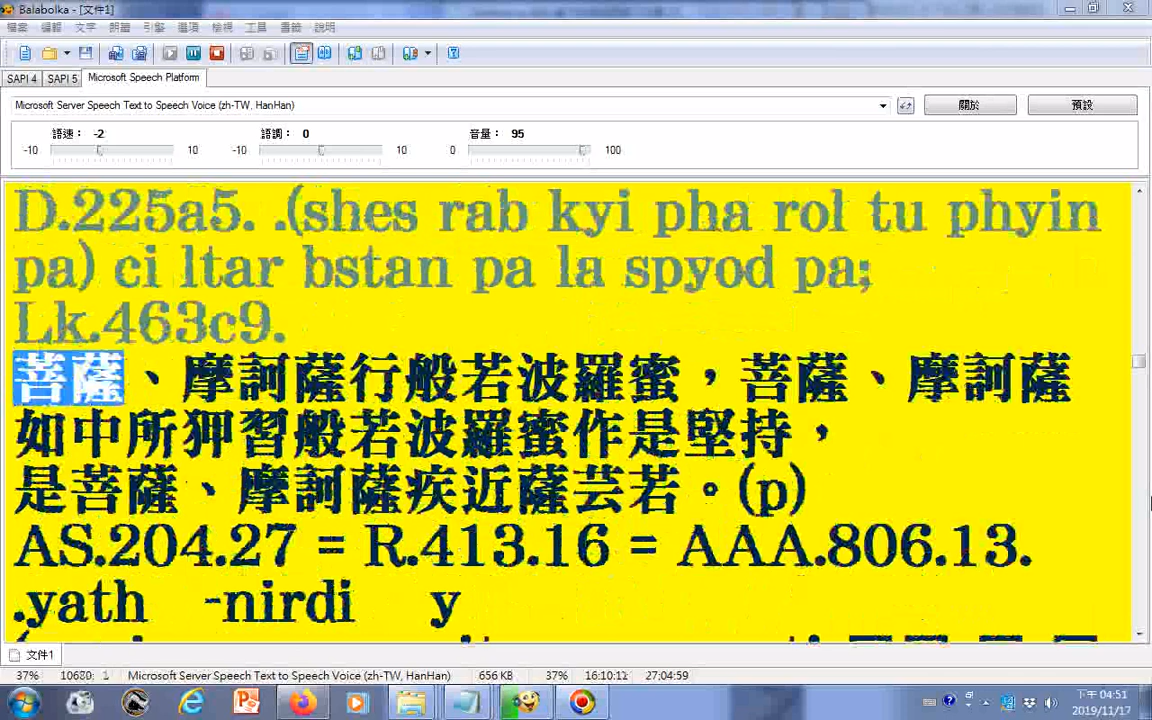 Balabolka - [文件1]
檔案 編輯 文字 朗讀 引擎 選項 檢視 工具 書籤 說明
SAPI 4 SAPI 5 Microsoft Speech Platform
Microsoft Server Speech Text to Speech Voice (zh-TW, HanHan) 關於 預設
語速： -2 語調： 0 音量： 95
-10 10 -10 10 0 100
D.225a5. .(shes rab kyi pha rol tu phyin
pa) ci ltar bstan pa la spyod pa;
Lk.463c9.
菩薩、摩訶薩行般若波羅蜜，菩薩、摩訶薩
如中所狎習般若波羅蜜作是堅持，
是菩薩、摩訶薩疾近薩芸若。(p)
AS.204.27 = R.413.16 = AAA.806.13.
.yath -nirdi y
文件1
37% 10680: 1 Microsoft Server Speech Text to Speech Voice (zh-TW, HanHan) 656 KB 37% 16:10:11 27:04:59
下午 04:51
2019/11/17